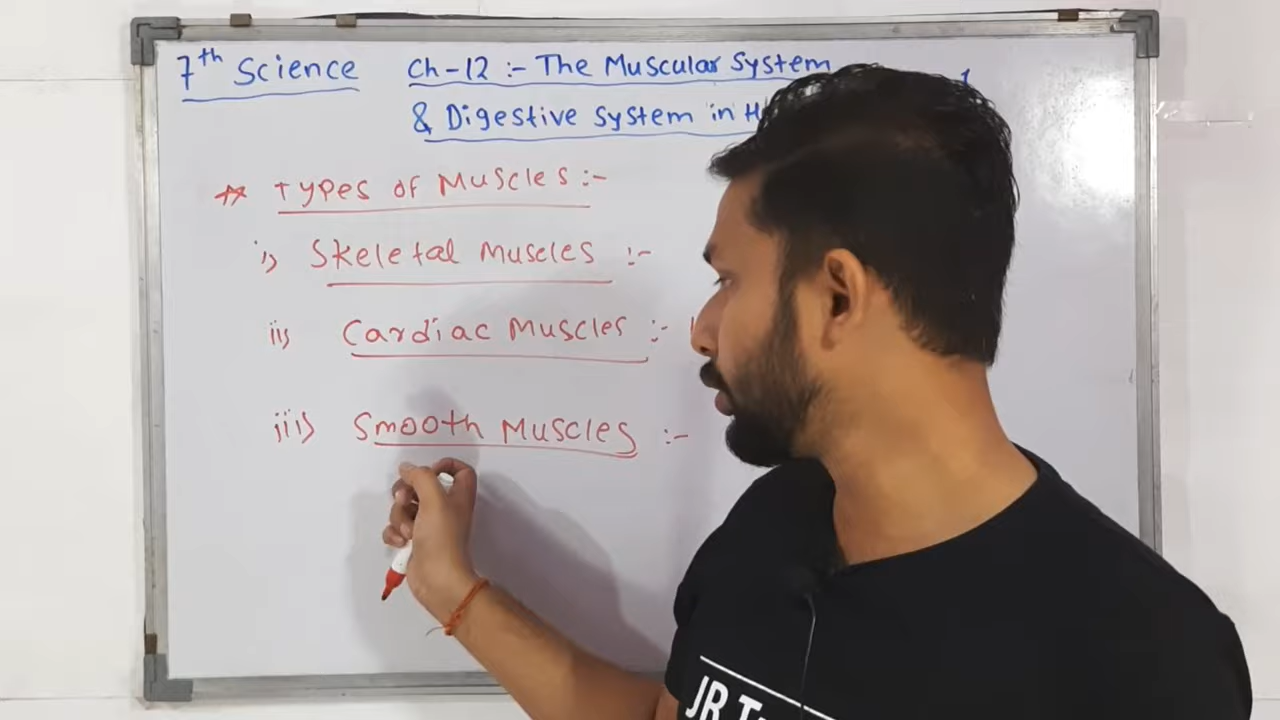 7th Science Ch-12 :- The Muscular System
& Digestive System in
Types of Muscles :-
i) Skeletal Muscles :-
ii) Cardiac Muscles :-
iii) Smooth Muscles :-
JR